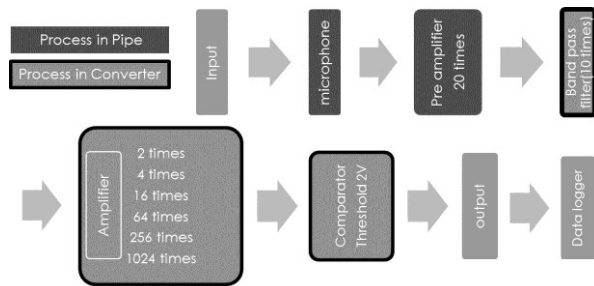 Process in Pipe
Process in Converter
Input
microphone
Pre amplifier
20 times
Band pass
filter(10 times)
Amplifier
2 times
4 times
16 times
64 times
256 times
1024 times
Comparator
Threshold 2V
output
Data logger